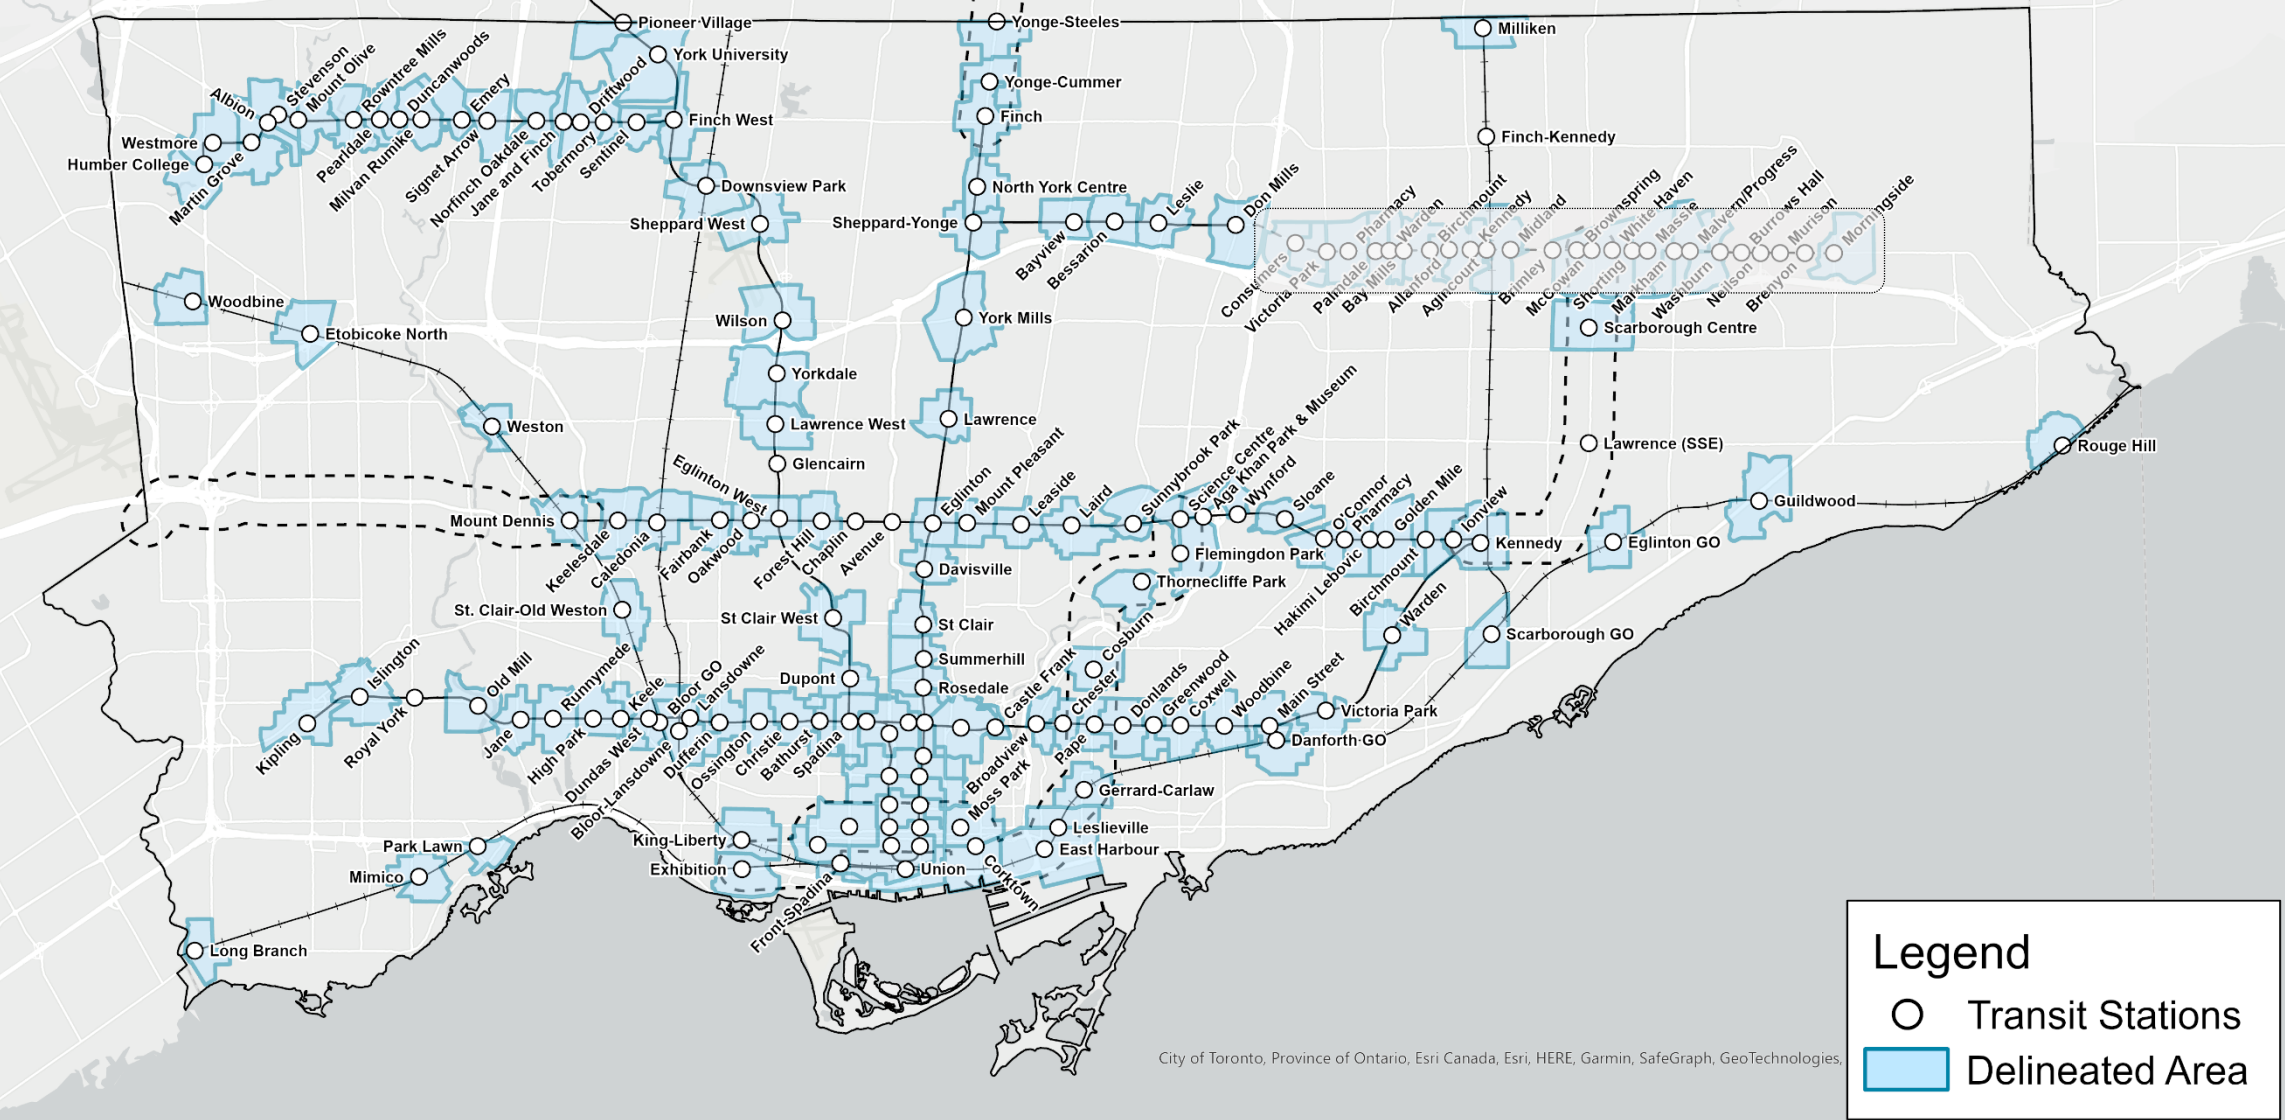 Pioneer Village
Yonge-Steeles
Milliken
York University
Yonge-Cummer
Finch
Finch-Kennedy
Albion
Stevenson
Mount Olive
Rowntree Mills
Duncanwoods
Emery
Driftwood
Finch West
Westmore
Humber College
Martin Grove
Pearldale
Milvan Rumike
Signet Arrow
Norfinch Oakdale
Jane and Finch
Tobermory
Sentinel
Downsview Park
Sheppard West
North York Centre
Sheppard-Yonge
Bayview
Bessarion
Leslie
Don Mills
Consumers
Victoria Park
Pharmacy
Palmdale
Bay Mills
Warden
Allanford
Birchmount
Agincourt
Kennedy
Midland
Brimley
McCowan
Brownspring
Shorting
White Haven
Markham
Massie
Washburn
Malvern/Progress
Neilson
Burrows Hall
Brenyon
Murison
Morningside
Woodbine
Etobicoke North
Wilson
York Mills
Scarborough Centre
Yorkdale
Weston
Lawrence West
Lawrence
Lawrence (SSE)
Rouge Hill
Glencairn
Guildwood
Eglinton West
Mount Dennis
Keelesdale
Caledonia
Fairbank
Oakwood
Forest Hill
Chaplin
Avenue
Eglinton
Mount Pleasant
Leaside
Laird
Sunnybrook Park
Science Centre
Aga Khan Park & Museum
Wynford
Sloane
O'Connor
Pharmacy
Hakimi Lebovic
Golden Mile
Birchmount
Ionview
Kennedy
Eglinton GO
Flemingdon Park
Thorncliffe Park
Davisville
St. Clair-Old Weston
St Clair West
St Clair
Cosburn
Warden
Scarborough GO
Summerhill
Dupont
Rosedale
Kipling
Islington
Royal York
Old Mill
Jane
Runnymede
High Park
Keele
Dundas West
Bloor GO
Bloor-Lansdowne
Lansdowne
Dufferin
Ossington
Christie
Bathurst
Spadina
Castle Frank
Broadview
Chester
Pape
Donlands
Greenwood
Coxwell
Woodbine
Main Street
Victoria Park
Danforth GO
Moss Park
Gerrard-Carlaw
King-Liberty
Leslieville
Exhibition
East Harbour
Union
Corktown
Front-Spadina
Park Lawn
Mimico
Long Branch
Legend
Transit Stations
Delineated Area
City of Toronto, Province of Ontario, Esri Canada, Esri, HERE, Garmin, SafeGraph, GeoTechnologies,